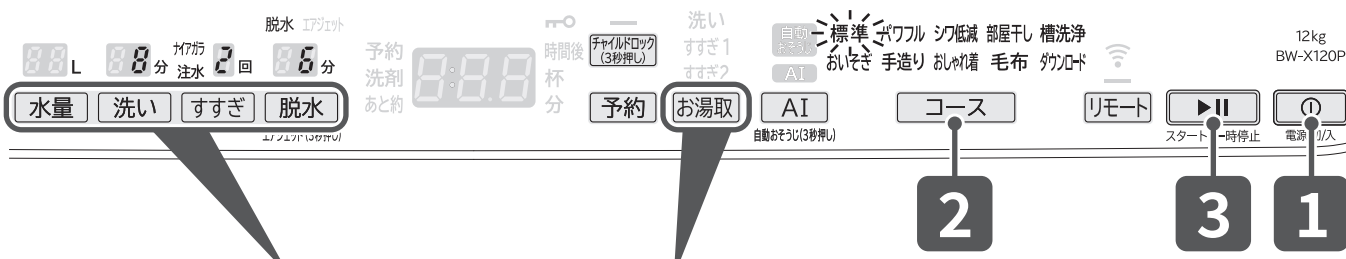 脱水 エアジェット
88 L 8 分 ナイアガラ 注水 2 回 6 分
水量 洗い すすぎ 脱水
エアジェット(3秒押し)
予約
洗剤
あと約
8:8.8
時間後
杯
分
チャイルドロック
(3秒押し)
予約
洗い
すすぎ1
すすぎ2
お湯取
自動
おそうじ
AI
AI
自動おそうじ(3秒押し)
標準 パワフル シワ低減 部屋干し 槽洗浄
おいそぎ 手造り おしゃれ着 毛布 ダウンロード
コース
リモート
スタート 一時停止
電源 切/入
12kg
BW-X120P
2
3
1